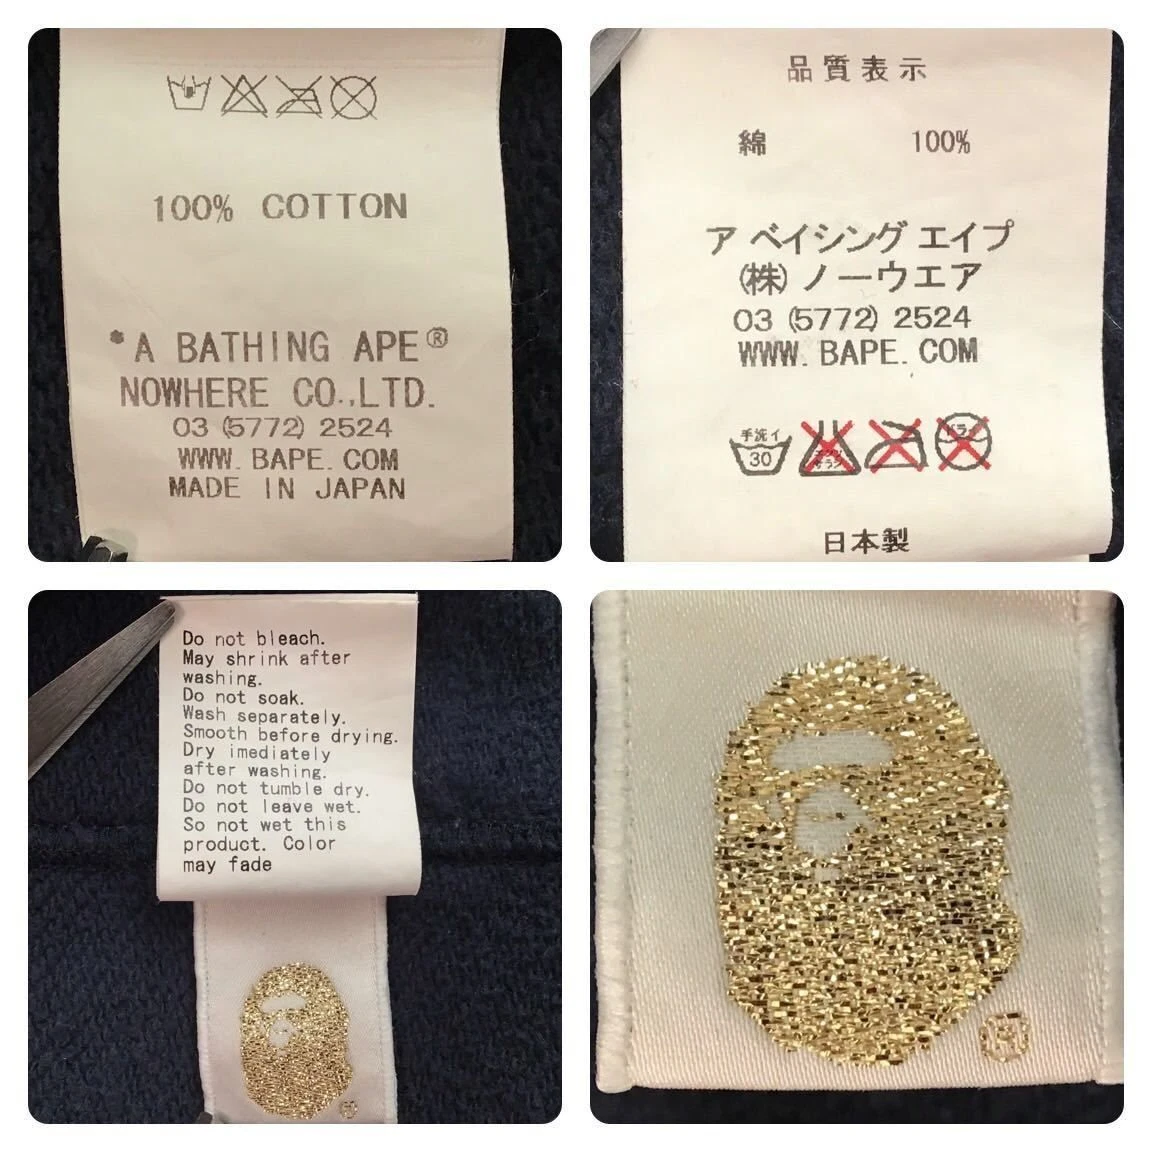 100% COTTON
*A BATHING APE®
NOWHERE CO.,LTD.
03 (5772) 2524
WWW. BAPE. COM
MADE IN JAPAN
品質表示
綿 100%
ア ベイシング エイプ
(株) ノーウエア
03 (5772) 2524
WWW. BAPE. COM
手洗イ
30
日本製
Do not bleach.
May shrink after
washing.
Do not soak.
Wash separately.
Smooth before drying.
Dry imediately
after washing.
Do not tumble dry.
Do not leave wet.
So not wet this
product. Color
may fade
®
®